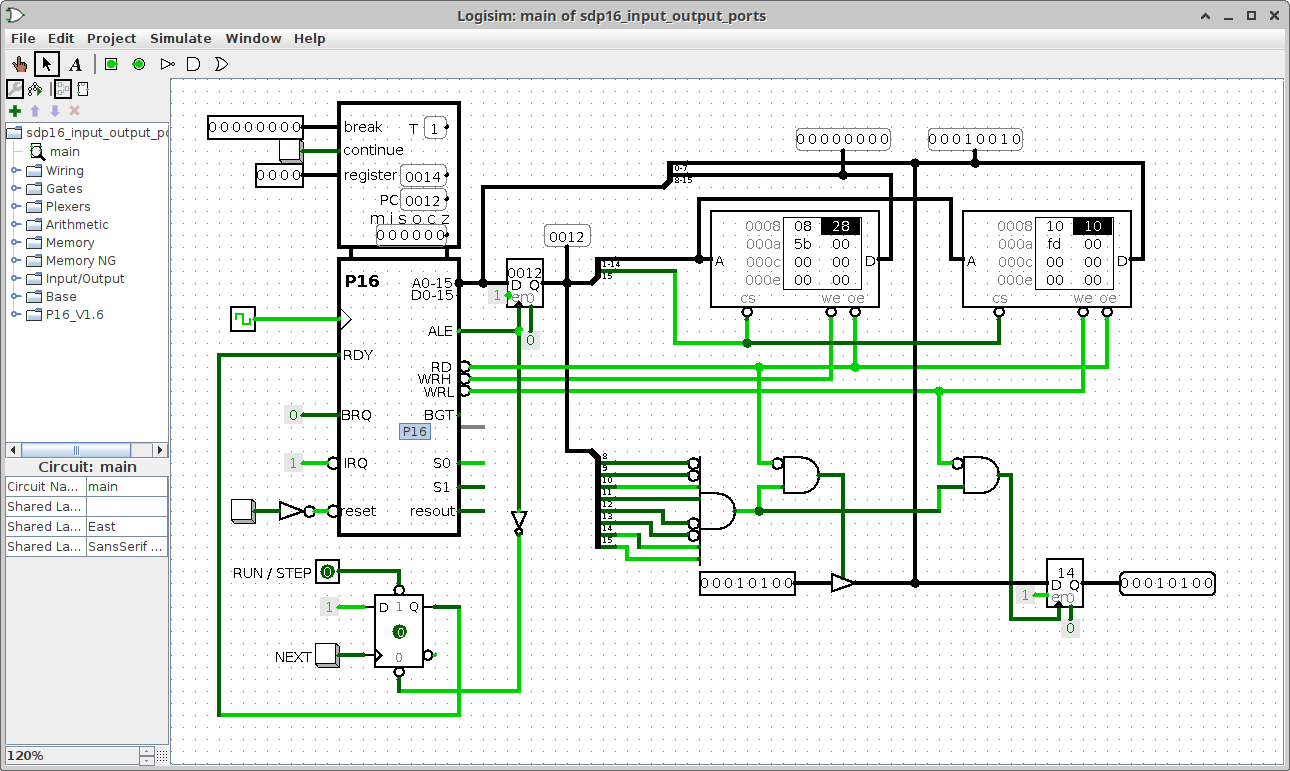 Logisim: main of sdp16_input_output_ports
File Edit Project Simulate Window Help
A
sdp16_input_output_po
main
Wiring
Gates
Plexers
Arithmetic
Memory
Memory NG
Input/Output
Base
P16_V1.6
Circuit: main
Circuit Na... main
Shared La...
Shared La... East
Shared La... SansSerif ...
120%
00000000 break T 1
continue
0000 register 0014
PC 0012
misocz
000000
P16
A0-15
D0-15
ALE
RDY
RD
WRH
WRL
0 BRQ BGT
P16
1 IRQ S0
S1
reset resout
0012
0012
D Q
1 en 0
0
1-14
15
0-7
8-15
00000000 00010010
0008 08 28
000a 5b 00
000c 00 00
000e 00 00
A D
cs we oe
0008 10 10
000a fd 00
000c 00 00
000e 00 00
A D
cs we oe
8
9
10
11
12
13
14
15
00010100
14
D Q
1 en 0
0
00010100
RUN / STEP 0
1 D 1 Q
0
NEXT 0